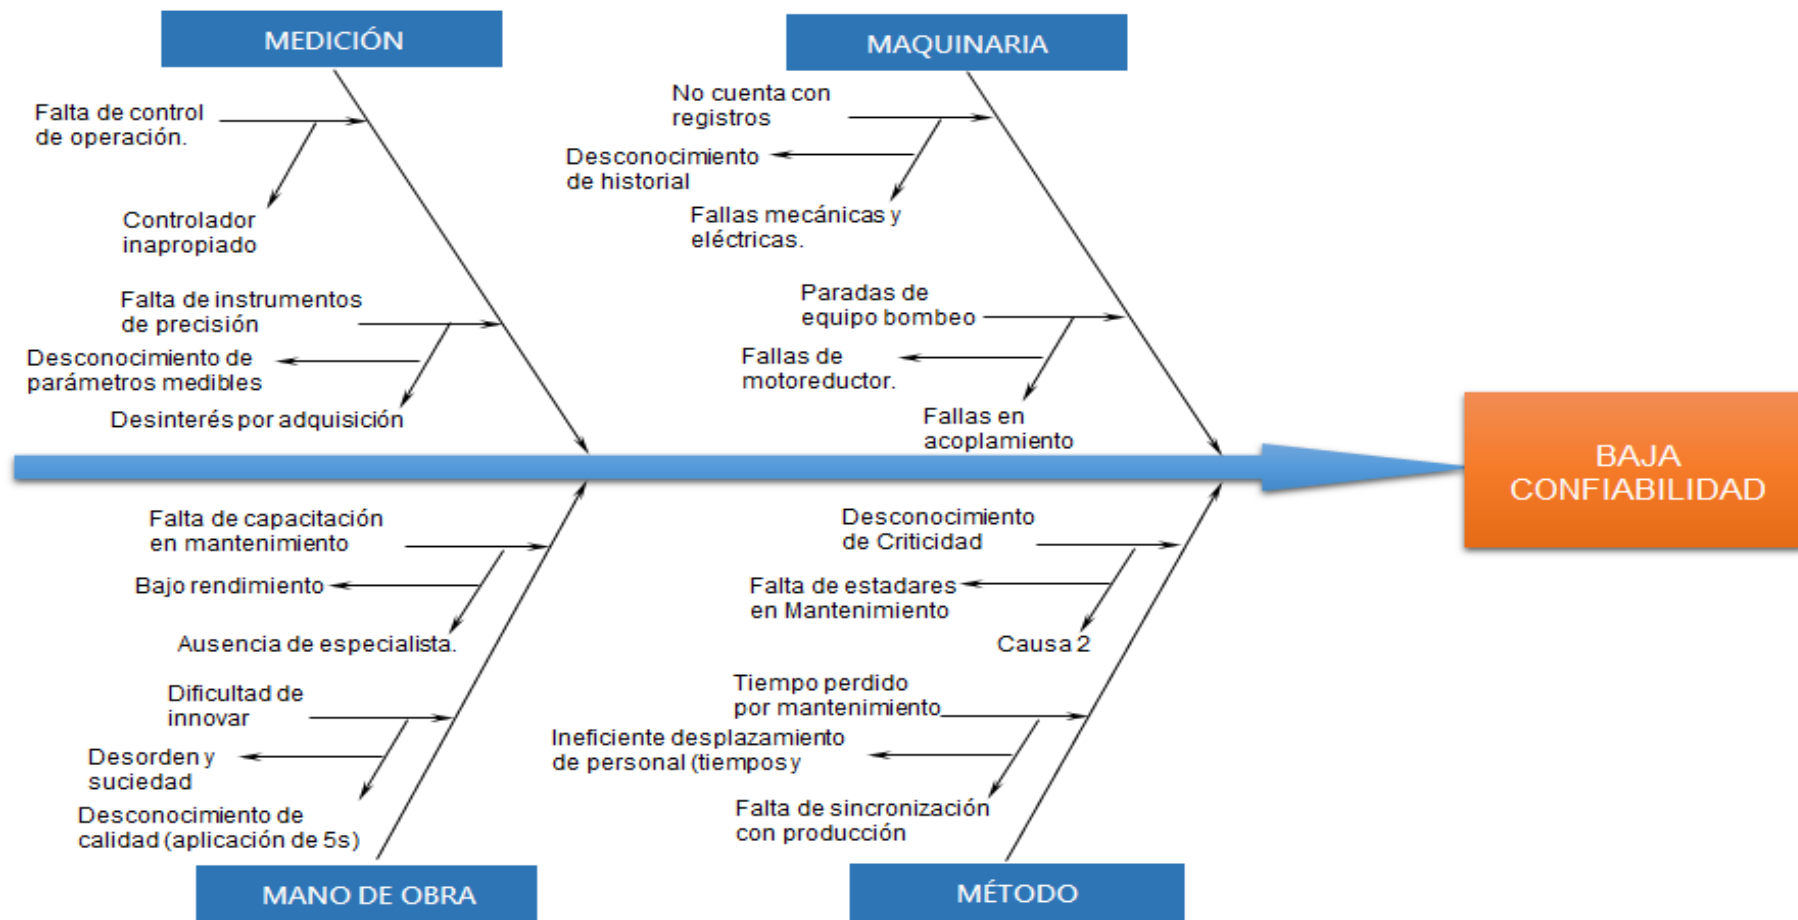 MEDICIÓN
Falta de control
de operación.
Controlador
inapropiado
Falta de instrumentos
de precisión
Desconocimiento de
parámetros medibles
Desinterés por adquisición
MAQUINARIA
No cuenta con
registros
Desconocimiento
de historial
Fallas mecánicas y
eléctricas.
Paradas de
equipo bombeo
Fallas de
motoreductor.
Fallas en
acoplamiento
BAJA
CONFIABILIDAD
Falta de capacitación
en mantenimiento
Bajo rendimiento
Ausencia de especialista.
Dificultad de
innovar
Desorden y
suciedad
Desconocimiento de
calidad (aplicación de 5s)
MANO DE OBRA
Desconocimiento
de Criticidad
Falta de estadares
en Mantenimiento
Causa 2
Tiempo perdido
por mantenimiento
Ineficiente desplazamiento
de personal (tiempos y
Falta de sincronización
con producción
MÉTODO